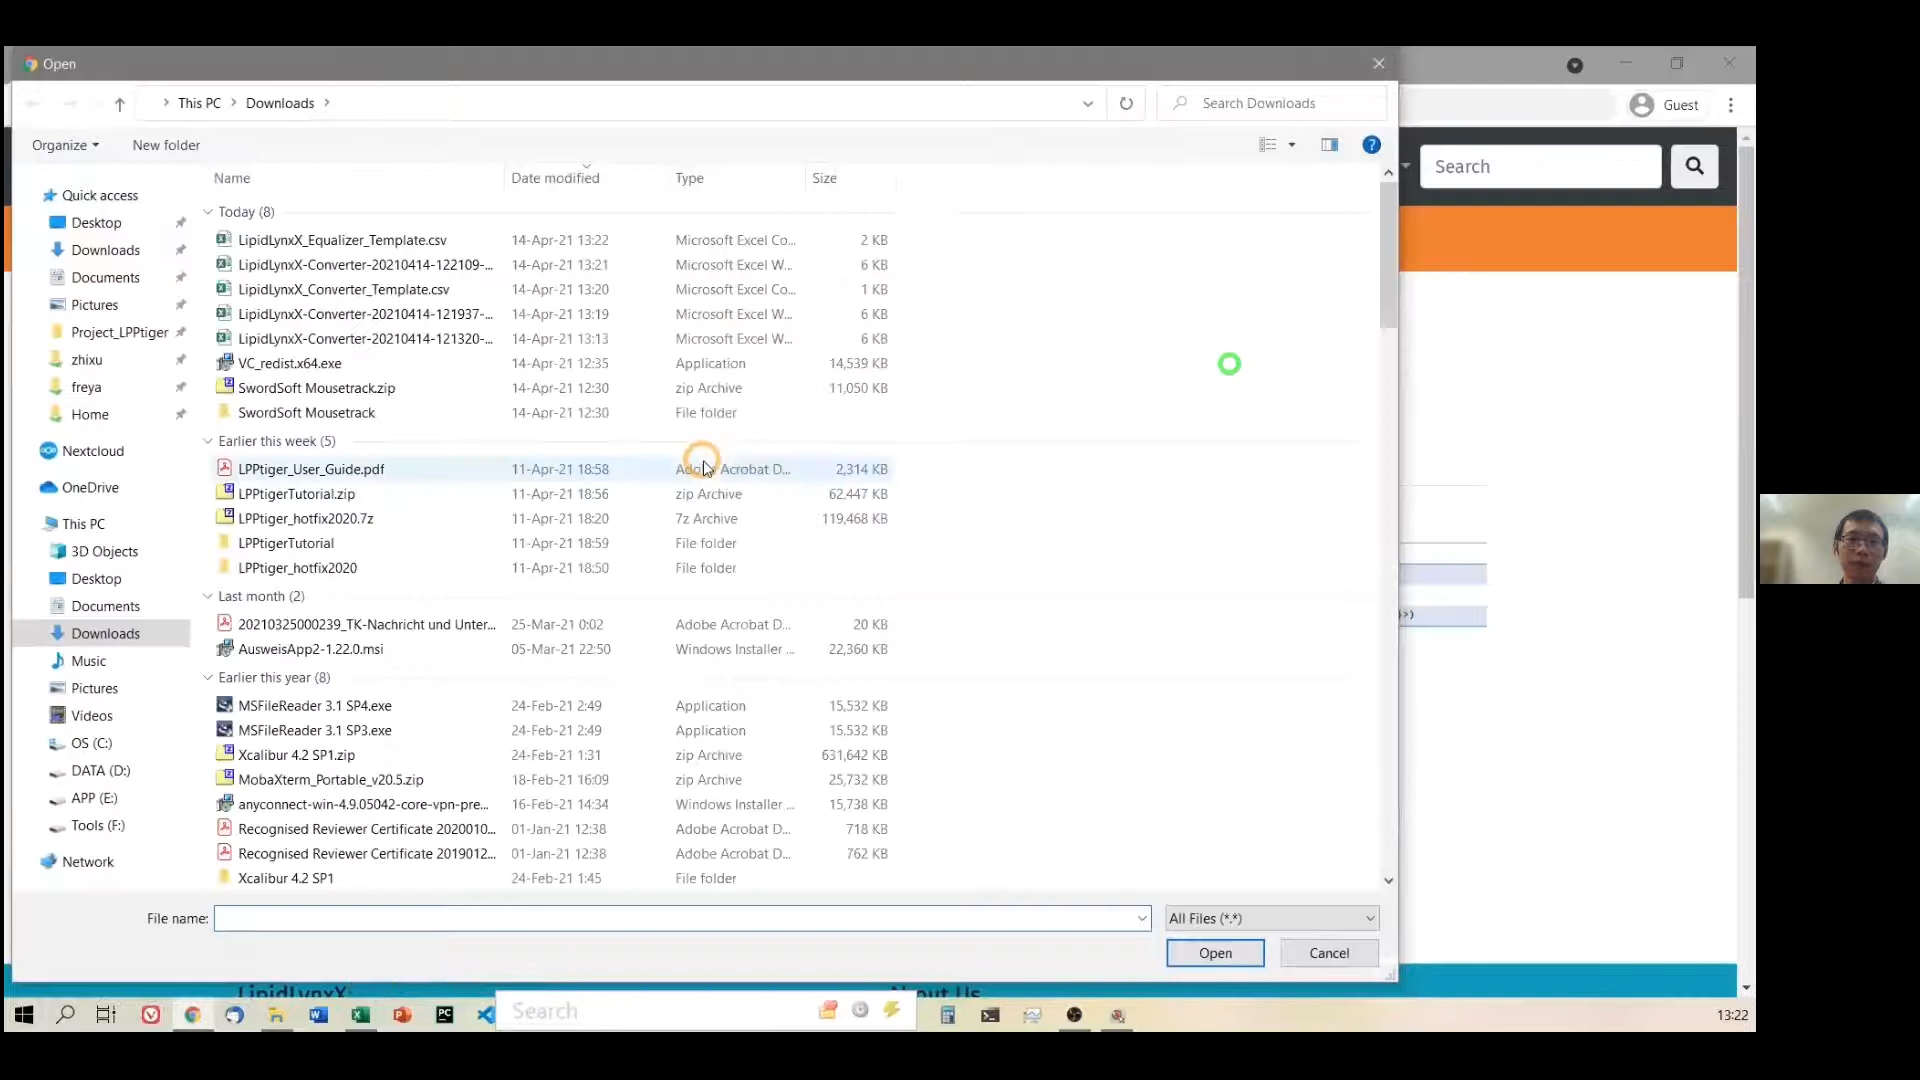 Open
This PC
Downloads
Search Downloads
Guest
Organize
New folder
Search
Name
Date modified
Type
Size
Quick access
Desktop
Downloads
Documents
Pictures
Project_LPPtiger
zhixu
freya
Home
Nextcloud
OneDrive
This PC
3D Objects
Desktop
Documents
Downloads
Music
Pictures
Videos
OS (C:)
DATA (D:)
APP (E:)
Tools (F:)
Network
Today (8)
LipidLynxX_Equalizer_Template.csv 14-Apr-21 13:22 Microsoft Excel Co... 2 KB
LipidLynxX-Converter-20210414-122109-... 14-Apr-21 13:21 Microsoft Excel W... 6 KB
LipidLynxX_Converter_Template.csv 14-Apr-21 13:20 Microsoft Excel Co... 1 KB
LipidLynxX-Converter-20210414-121937-... 14-Apr-21 13:19 Microsoft Excel W... 6 KB
LipidLynxX-Converter-20210414-121320-... 14-Apr-21 13:13 Microsoft Excel W... 6 KB
VC_redist.x64.exe 14-Apr-21 12:35 Application 14,539 KB
SwordSoft Mousetrack.zip 14-Apr-21 12:30 zip Archive 11,050 KB
SwordSoft Mousetrack 14-Apr-21 12:30 File folder
Earlier this week (5)
LPPtiger_User_Guide.pdf 11-Apr-21 18:58 Adobe Acrobat D... 2,314 KB
LPPtigerTutorial.zip 11-Apr-21 18:56 zip Archive 62,447 KB
LPPtiger_hotfix2020.7z 11-Apr-21 18:20 7z Archive 119,468 KB
LPPtigerTutorial 11-Apr-21 18:59 File folder
LPPtiger_hotfix2020 11-Apr-21 18:50 File folder
Last month (2)
20210325000239_TK-Nachricht und Unter... 25-Mar-21 0:02 Adobe Acrobat D... 20 KB
AusweisApp2-1.22.0.msi 05-Mar-21 22:50 Windows Installer ... 22,360 KB
Earlier this year (8)
MSFileReader 3.1 SP4.exe 24-Feb-21 2:49 Application 15,532 KB
MSFileReader 3.1 SP3.exe 24-Feb-21 2:49 Application 15,532 KB
Xcalibur 4.2 SP1.zip 24-Feb-21 1:31 zip Archive 631,642 KB
MobaXterm_Portable_v20.5.zip 18-Feb-21 16:09 zip Archive 25,732 KB
anyconnect-win-4.9.05042-core-vpn-pre... 16-Feb-21 14:34 Windows Installer ... 15,738 KB
Recognised Reviewer Certificate 2020010... 01-Jan-21 12:38 Adobe Acrobat D... 718 KB
Recognised Reviewer Certificate 2019012... 01-Jan-21 12:38 Adobe Acrobat D... 762 KB
Xcalibur 4.2 SP1 24-Feb-21 1:45 File folder
File name:
All Files (*.*)
Open
Cancel
LipidLynxX
About Us
Search
13:22